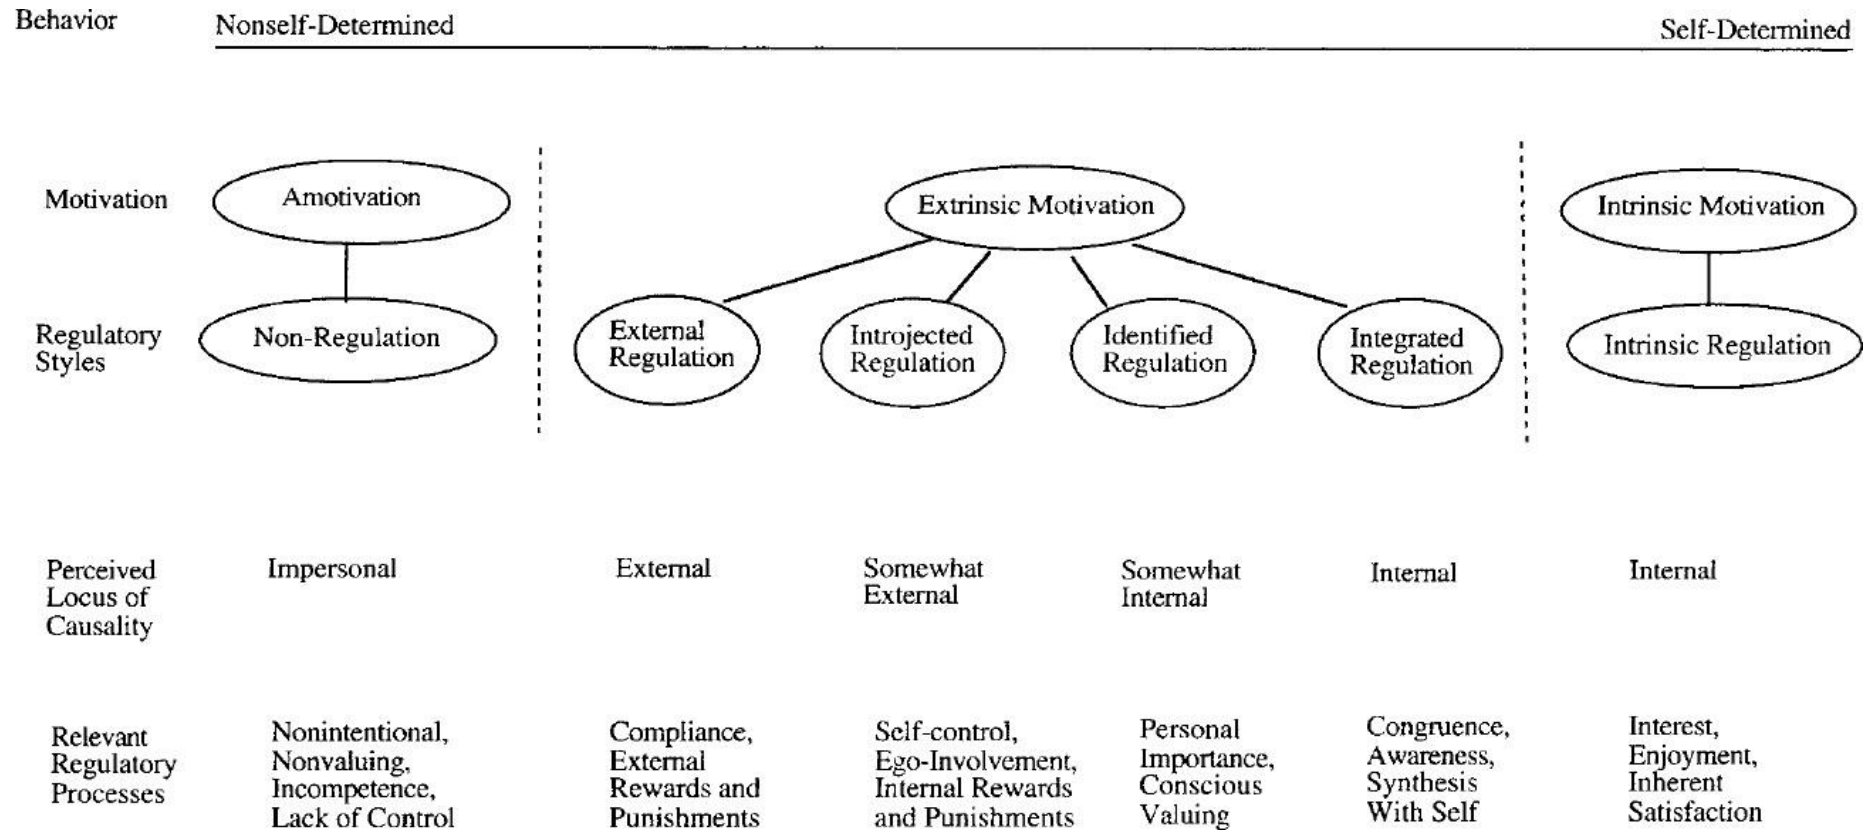 Behavior
Nonself-Determined
Self-Determined
Motivation
Amotivation
Extrinsic Motivation
Intrinsic Motivation
Regulatory
Styles
Non-Regulation
External
Regulation
Introjected
Regulation
Identified
Regulation
Integrated
Regulation
Intrinsic Regulation
Perceived
Locus of
Causality
Impersonal
External
Somewhat
External
Somewhat
Internal
Internal
Internal
Relevant
Regulatory
Processes
Nonintentional,
Nonvaluing,
Incompetence,
Lack of Control
Compliance,
External
Rewards and
Punishments
Self-control,
Ego-Involvement,
Internal Rewards
and Punishments
Personal
Importance,
Conscious
Valuing
Congruence,
Awareness,
Synthesis
With Self
Interest,
Enjoyment,
Inherent
Satisfaction